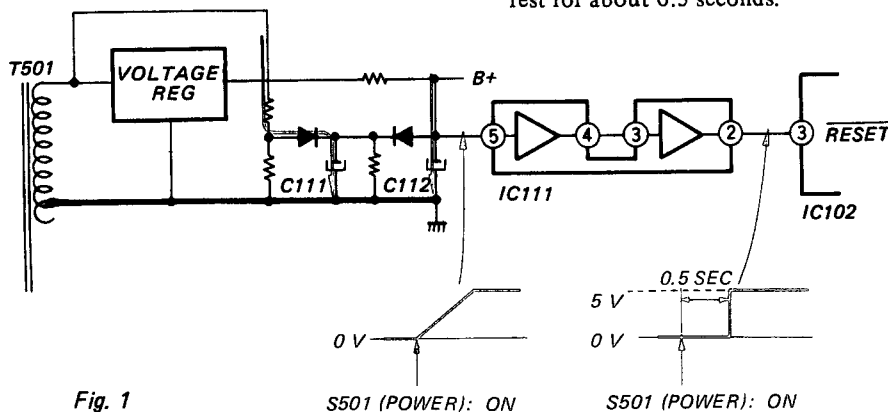 Test for about 0.5 seconds.
T501
VOLTAGE
REG
B+
5
4
3
2
3
RESET
C111
C112
IC111
IC102
0.5 SEC
5 V
0 V
0 V
Fig. 1
S501 (POWER): ON
S501 (POWER): ON